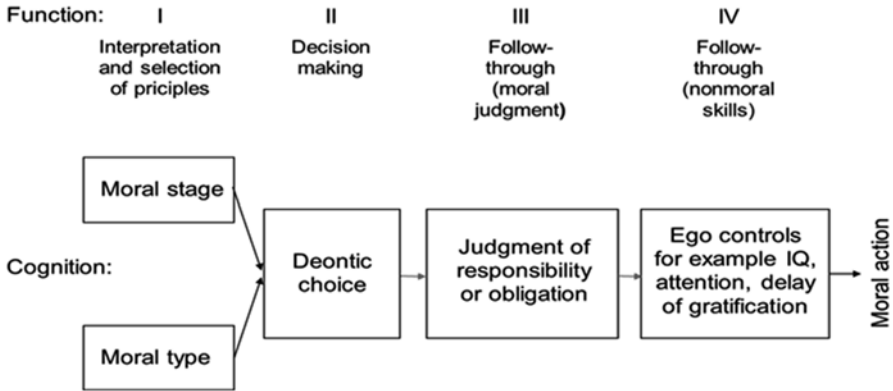 Function:
I
II
III
IV
Interpretation
and selection
of priciples
Decision
making
Follow-
through
(moral
judgment)
Follow-
through
(nonmoral
skills)
Cognition:
Moral stage
Moral type
Deontic
choice
Judgment of
responsibility
or obligation
Ego controls
for example IQ,
attention, delay
of gratification
Moral action